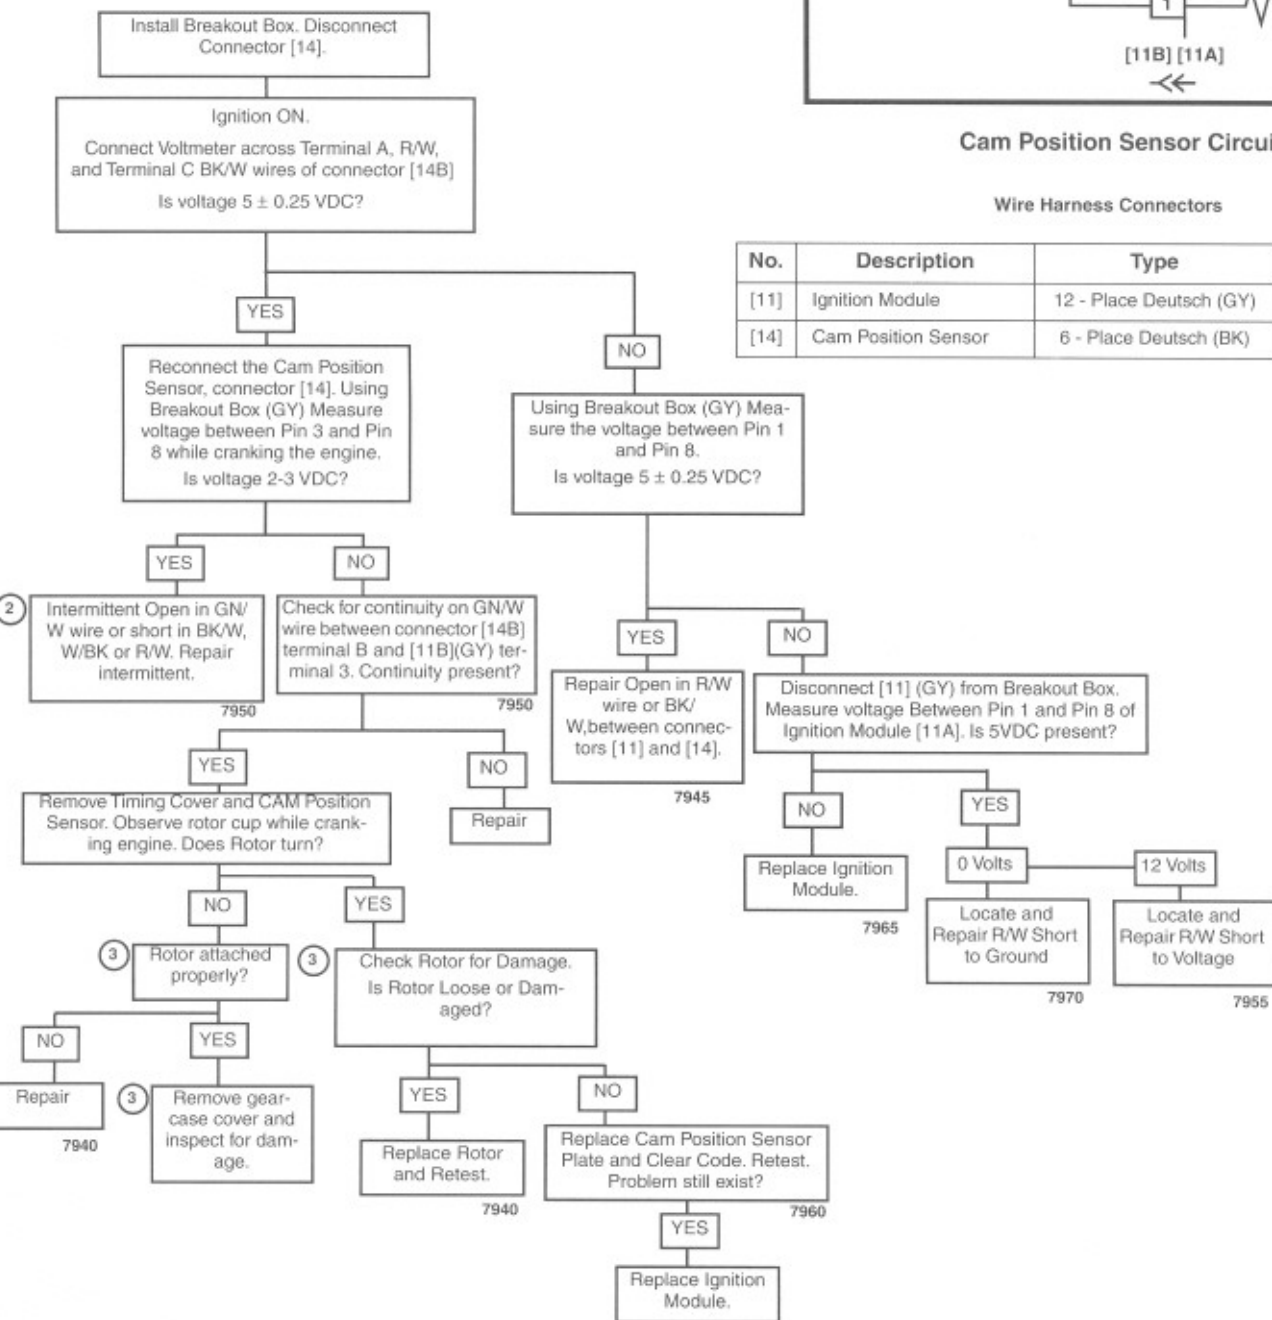 Install Breakout Box. Disconnect
Connector [14].
Ignition ON.
Connect Voltmeter across Terminal A, R/W,
and Terminal C BK/W wires of connector [14B]
Is voltage 5 ± 0.25 VDC?
1
[11B] [11A]
Cam Position Sensor Circui
Wire Harness Connectors
No. Description Type
[11] Ignition Module 12 - Place Deutsch (GY)
[14] Cam Position Sensor 6 - Place Deutsch (BK)
YES
NO
Reconnect the Cam Position
Sensor, connector [14]. Using
Breakout Box (GY) Measure
voltage between Pin 3 and Pin
8 while cranking the engine.
Is voltage 2-3 VDC?
Using Breakout Box (GY) Mea-
sure the voltage between Pin 1
and Pin 8.
Is voltage 5 ± 0.25 VDC?
YES
NO
2
Intermittent Open in GN/
W wire or short in BK/W,
W/BK or R/W. Repair
intermittent.
7950
Check for continuity on GN/W
wire between connector [14B]
terminal B and [11B](GY) ter-
minal 3. Continuity present?
7950
YES
NO
Repair Open in R/W
wire or BK/
W,between connec-
tors [11] and [14].
7945
Disconnect [11] (GY) from Breakout Box.
Measure voltage Between Pin 1 and Pin 8 of
Ignition Module [11A]. Is 5VDC present?
YES
NO
Remove Timing Cover and CAM Position
Sensor. Observe rotor cup while crank-
ing engine. Does Rotor turn?
Repair
NO
YES
Replace Ignition
Module.
7965
0 Volts
12 Volts
Locate and
Repair R/W Short
to Ground
7970
Locate and
Repair R/W Short
to Voltage
7955
NO
YES
3
Rotor attached
properly?
3
Check Rotor for Damage.
Is Rotor Loose or Dam-
aged?
NO
YES
Repair
7940
3
Remove gear-
case cover and
inspect for dam-
age.
YES
NO
Replace Rotor
and Retest.
7940
Replace Cam Position Sensor
Plate and Clear Code. Retest.
Problem still exist?
7960
YES
Replace Ignition
Module.